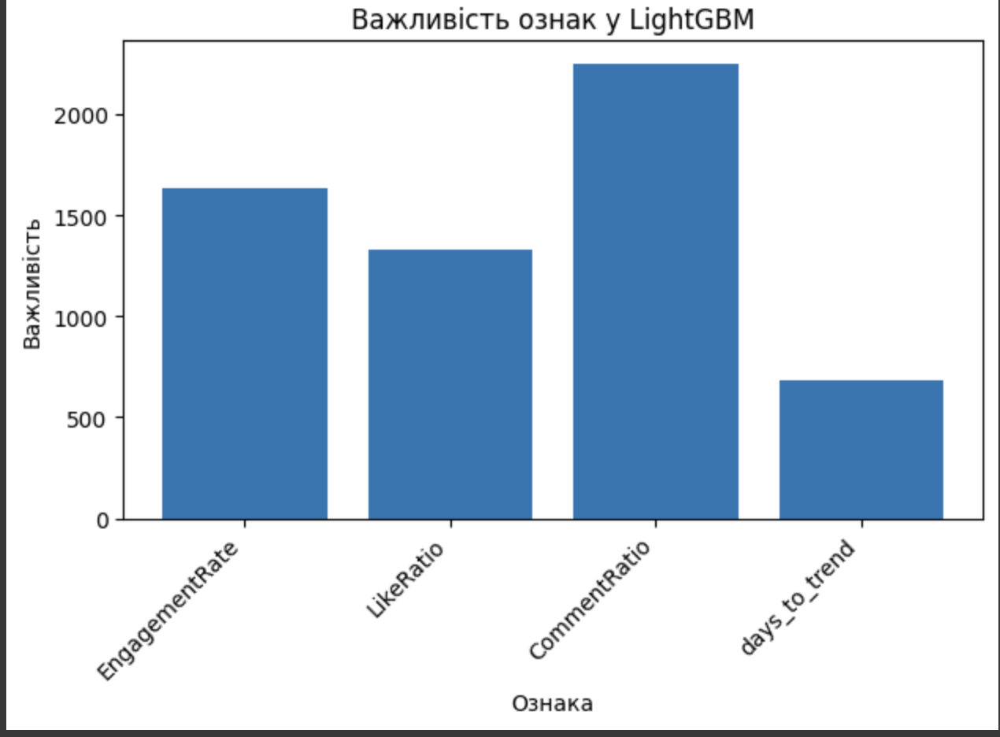 Важливість ознак у LightGBM
Важливість
2000
1500
1000
500
0
EngagementRate
LikeRatio
CommentRatio
days_to_trend
Ознака